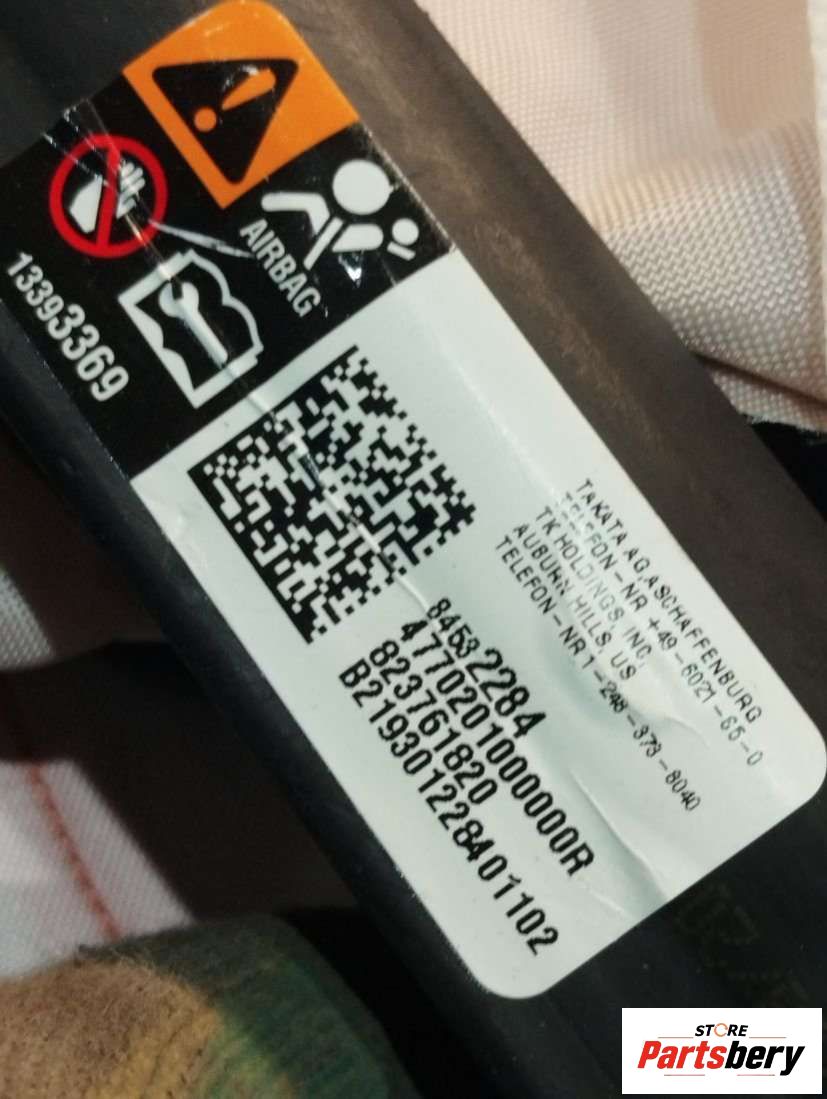 AIRBAG
13393369
TAKATA AG,ASCHAFFENBURG
TELEFON-NR +49-6021-65-0
TK HOLDINGS, INC,
AUBURN HILLS, US
TELEFON-NR 1-248-373-8040
84532284
4770201000000R
823761820
B219301228401102
STORE
Partsbery